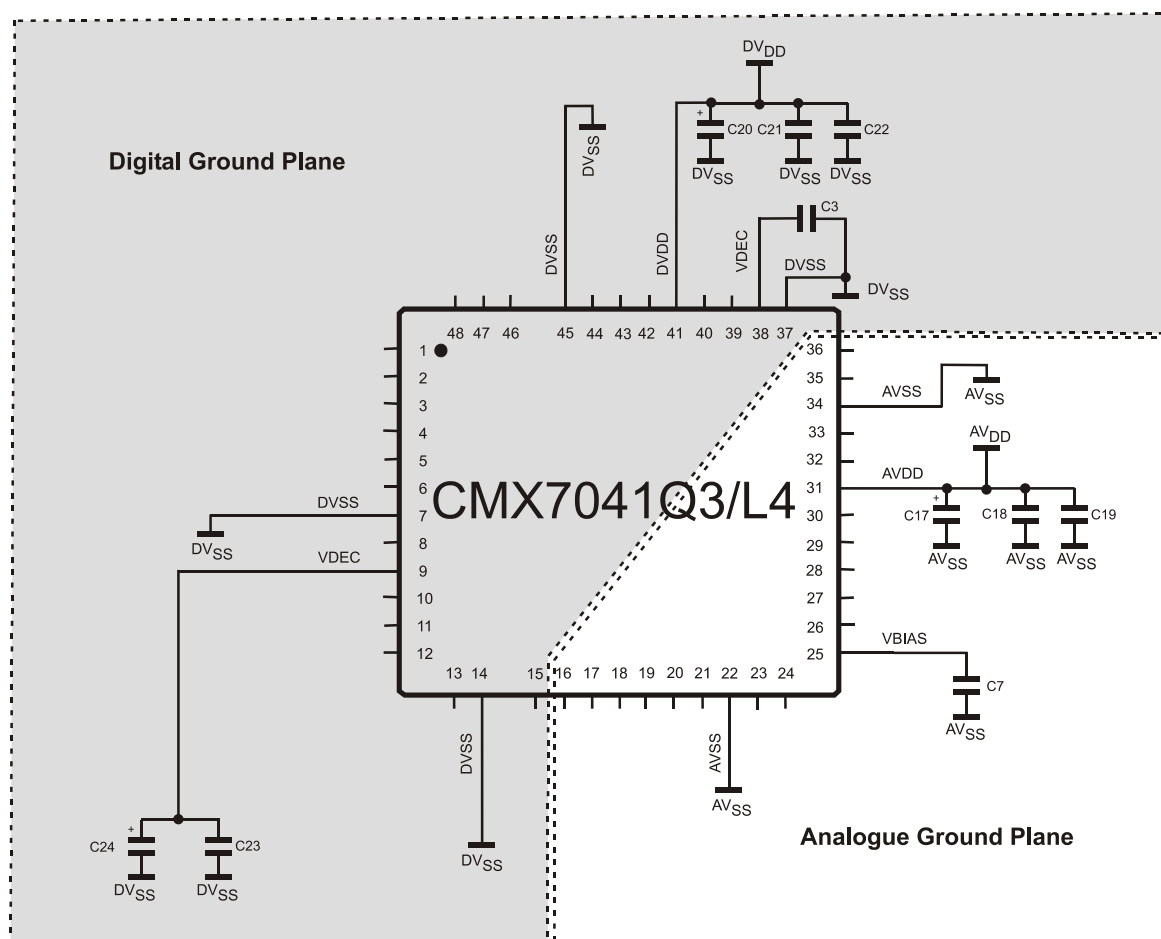 DVDD
C20
+
C21
C22
DVSS
DVSS
DVSS
DVSS
Digital Ground Plane
C3
DVSS
DVDD
VDEC
DVSS
DVSS
48 47 46 45 44 43 42 41 40 39 38 37
1
2
3
4
5
6
7
8
9
10
11
12
36
35
34
33
32
31
30
29
28
27
26
25
13 14 15 16 17 18 19 20 21 22 23 24
CMX7041Q3/L4
AVSS
AVSS
AVDD
AVDD
+
C17
C18
C19
AVSS
AVSS
AVSS
DVSS
DVSS
VDEC
VBIAS
C7
AVSS
DVSS
AVSS
AVSS
Analogue Ground Plane
+
C24
C23
DVSS
DVSS
DVSS